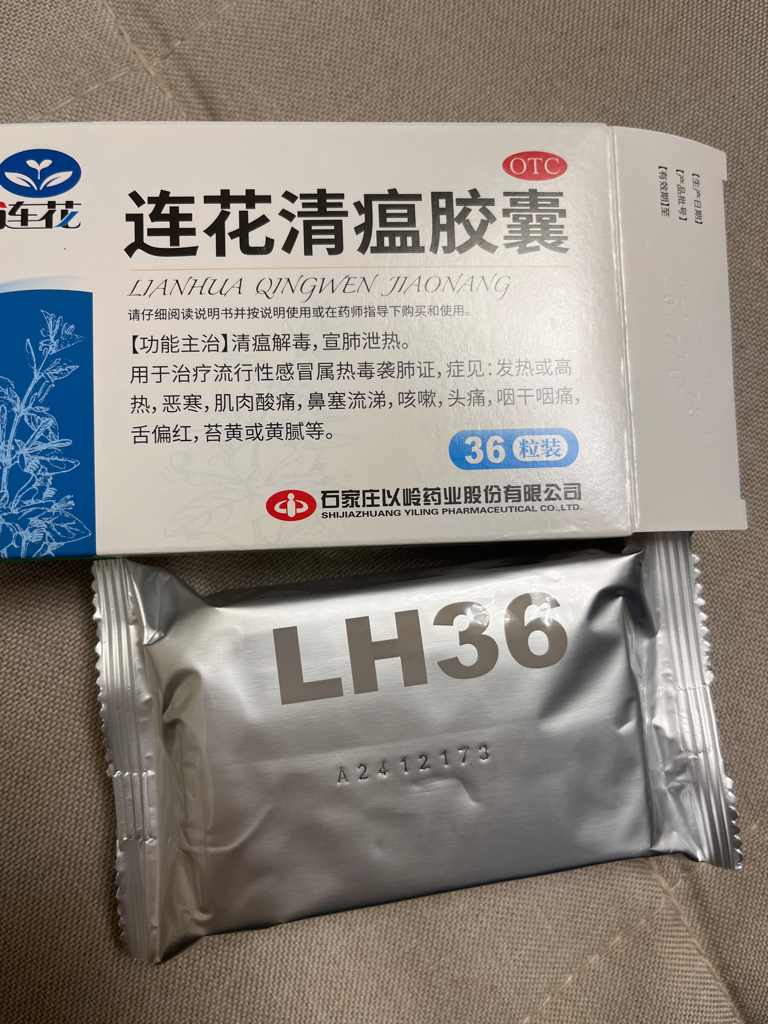 OTC
连花
连花清瘟胶囊
LIANHUA QINGWEN JIAONANG
请仔细阅读说明书并按说明使用或在药师指导下购买和使用。
【功能主治】清瘟解毒，宣肺泄热。
用于治疗流行性感冒属热毒袭肺证，症见：发热或高
热，恶寒，肌肉酸痛，鼻塞流涕，咳嗽，头痛，咽干咽痛，
舌偏红，苔黄或黄腻等。
36粒装
石家庄以岭药业股份有限公司
SHIJIAZHUANG YILING PHARMACEUTICAL CO.,LTD.
【生产日期】
【产品批号】
【有效期】至
LH36
A2412173